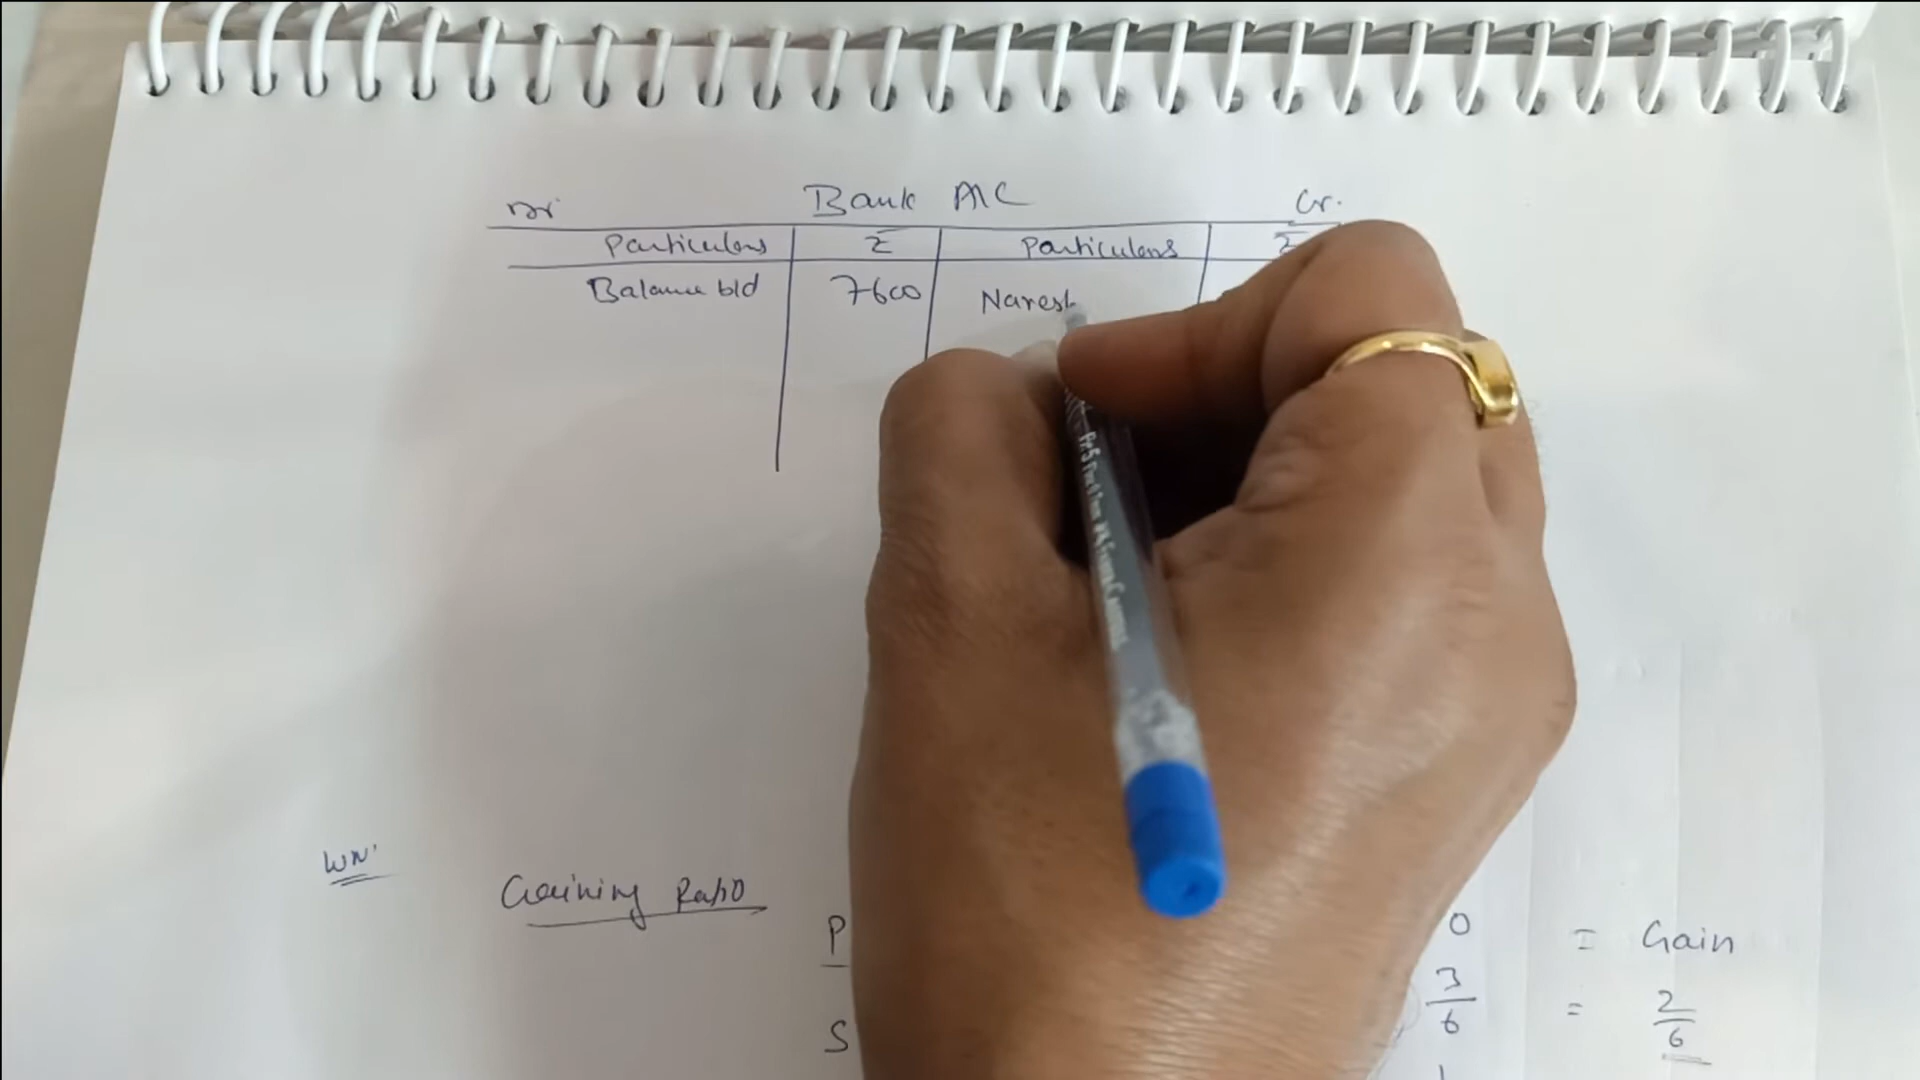 Dr Bank A/C Cr.
Particulars ₹ Particulars ₹
Balance b/d 7600 Naresh
WN'
Gaining Ratio
P 0 = Gain
S 3/6 = 2/6